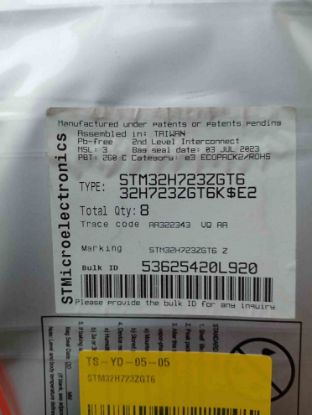 Manufactured under patents or patents pending
Assembled in: TAIWAN
Pb-free 2nd Level Interconnect
MSL: 3 Bag seal date: 03 JUL 2023
PBT: 260 C Category: e3 ECOPACK2/ROHS
STMicroelectronics
TYPE: STM32H723ZGT6
32H723ZGT6K$E2
Total Qty: 8
Trace code AA322343 VQ AA
Marking STM32H723ZGT6 Z
Bulk ID 53625420L920
Please provide the bulk ID for any inquiry
TS-YD-05-05
STM32H723ZGT6